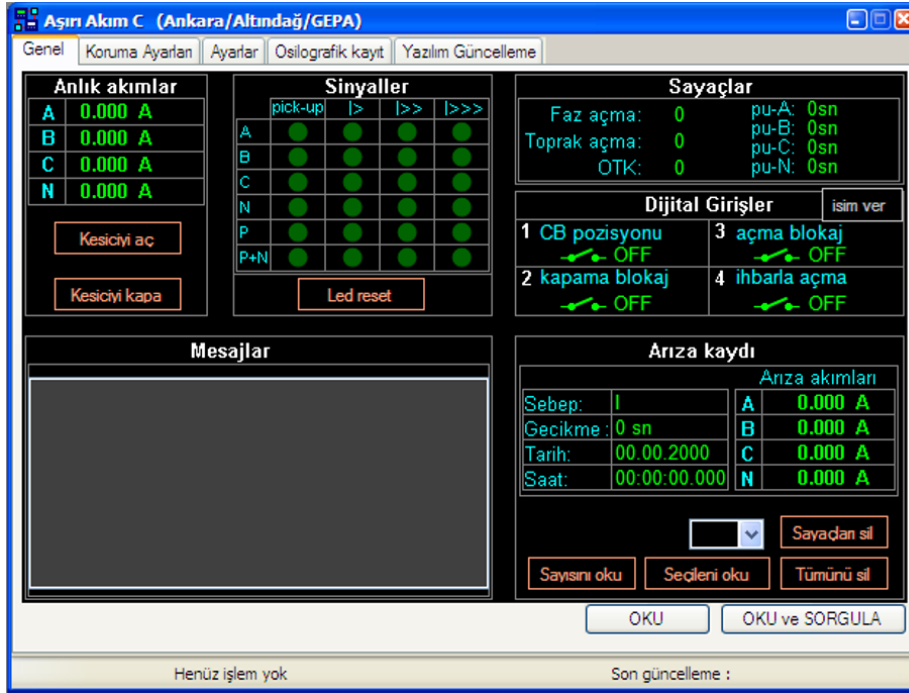 Aşırı Akım C (Ankara/Altındağ/GEPA)
Genel Koruma Ayarları Ayarlar Osilografik kayıt Yazılım Güncelleme
Anlık akımlar
A 0.000 A
B 0.000 A
C 0.000 A
N 0.000 A
Kesiciyi aç
Kesiciyi kapa
Sinyaller
pick-up |> |>> |>>>
A
B
C
N
P
P+N
Led reset
Sayaçlar
Faz açma: 0 pu-A: 0sn
pu-B: 0sn
Toprak açma: 0 pu-C: 0sn
OTK: 0 pu-N: 0sn
Dijital Girişler isim ver
1 CB pozisyonu 3 açma blokaj
OFF OFF
2 kapama blokaj 4 ihbarla açma
OFF OFF
Mesajlar
Arıza kaydı
Arıza akımları
Sebep: I A 0.000 A
Gecikme : 0 sn B 0.000 A
Tarih: 00.00.2000 C 0.000 A
Saat: 00:00:00.000 N 0.000 A
Sayaçları sil
Sayısını oku Seçileni oku Tümünü sil
OKU OKU ve SORGULA
Henüz işlem yok Son güncelleme :